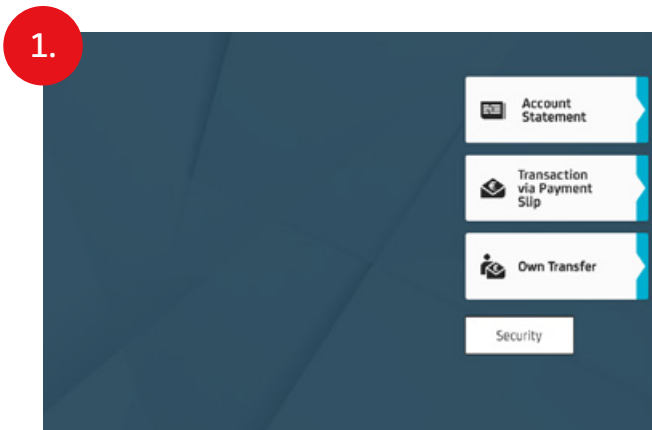 1.
Account
Statement
Transaction
via Payment
Slip
Own Transfer
Security